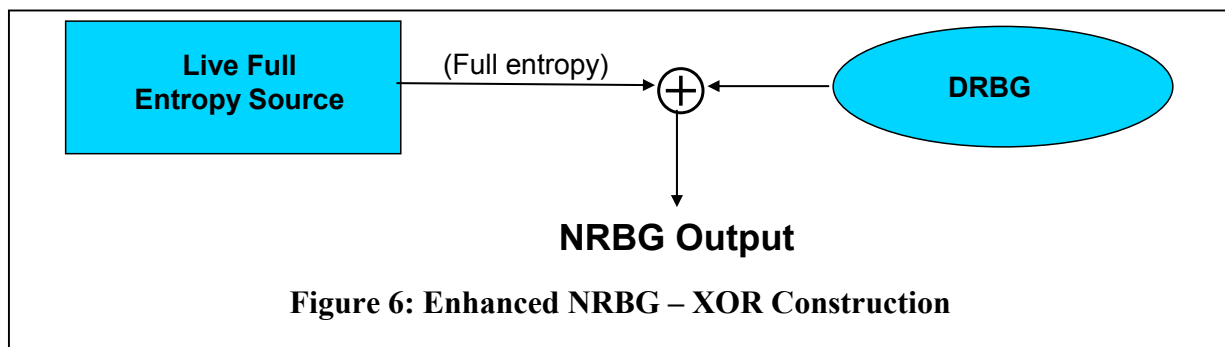 Live Full
Entropy Source
(Full entropy)
DRBG
NRBG Output
Figure 6: Enhanced NRBG – XOR Construction